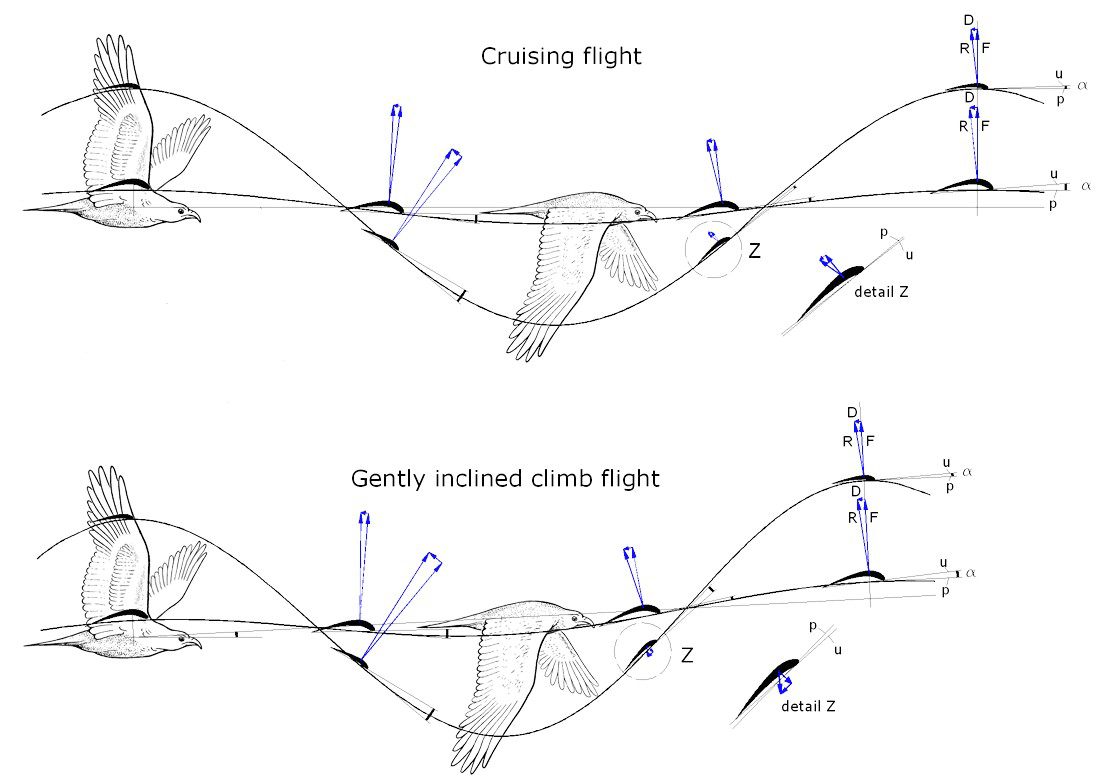 Cruising flight
D
R F
u
α
p
D
R F
u
α
p
Z
p
u
detail Z
Gently inclined climb flight
D
R F
u
α
p
D
R F
u
α
p
Z
p
u
detail Z